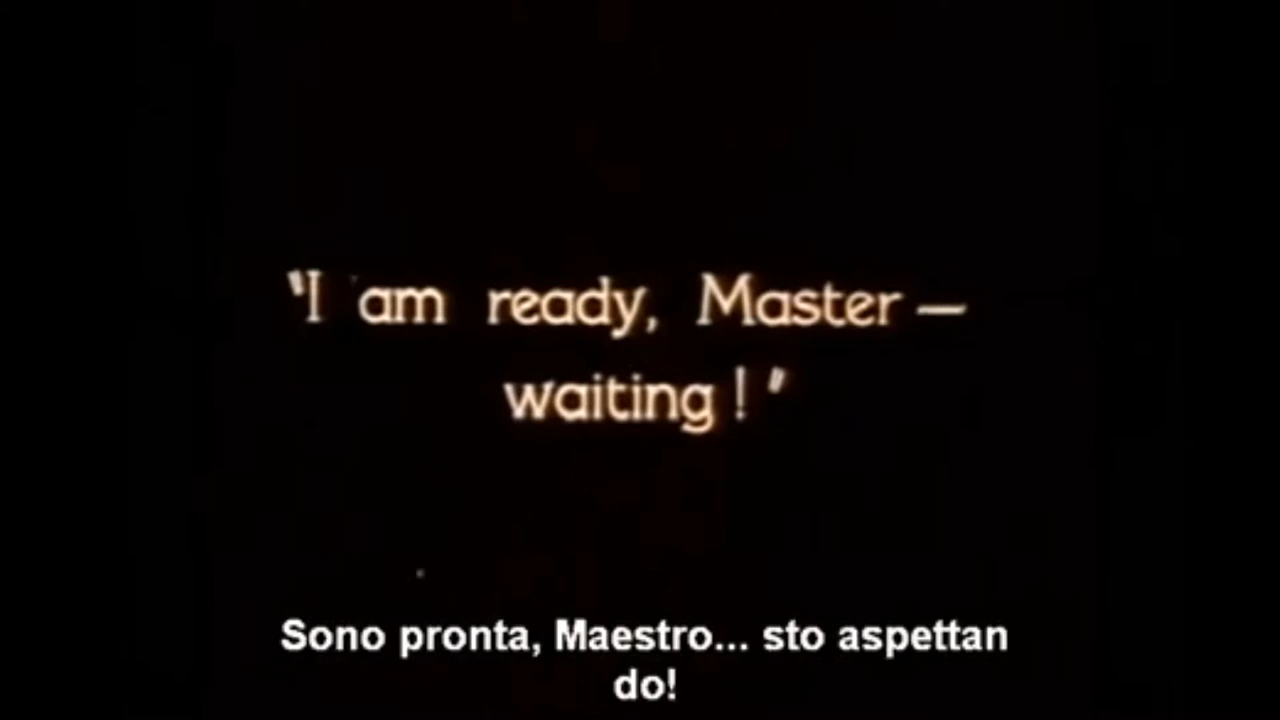 "I am ready, Master —
waiting! "
Sono pronta, Maestro... sto aspettan
do!